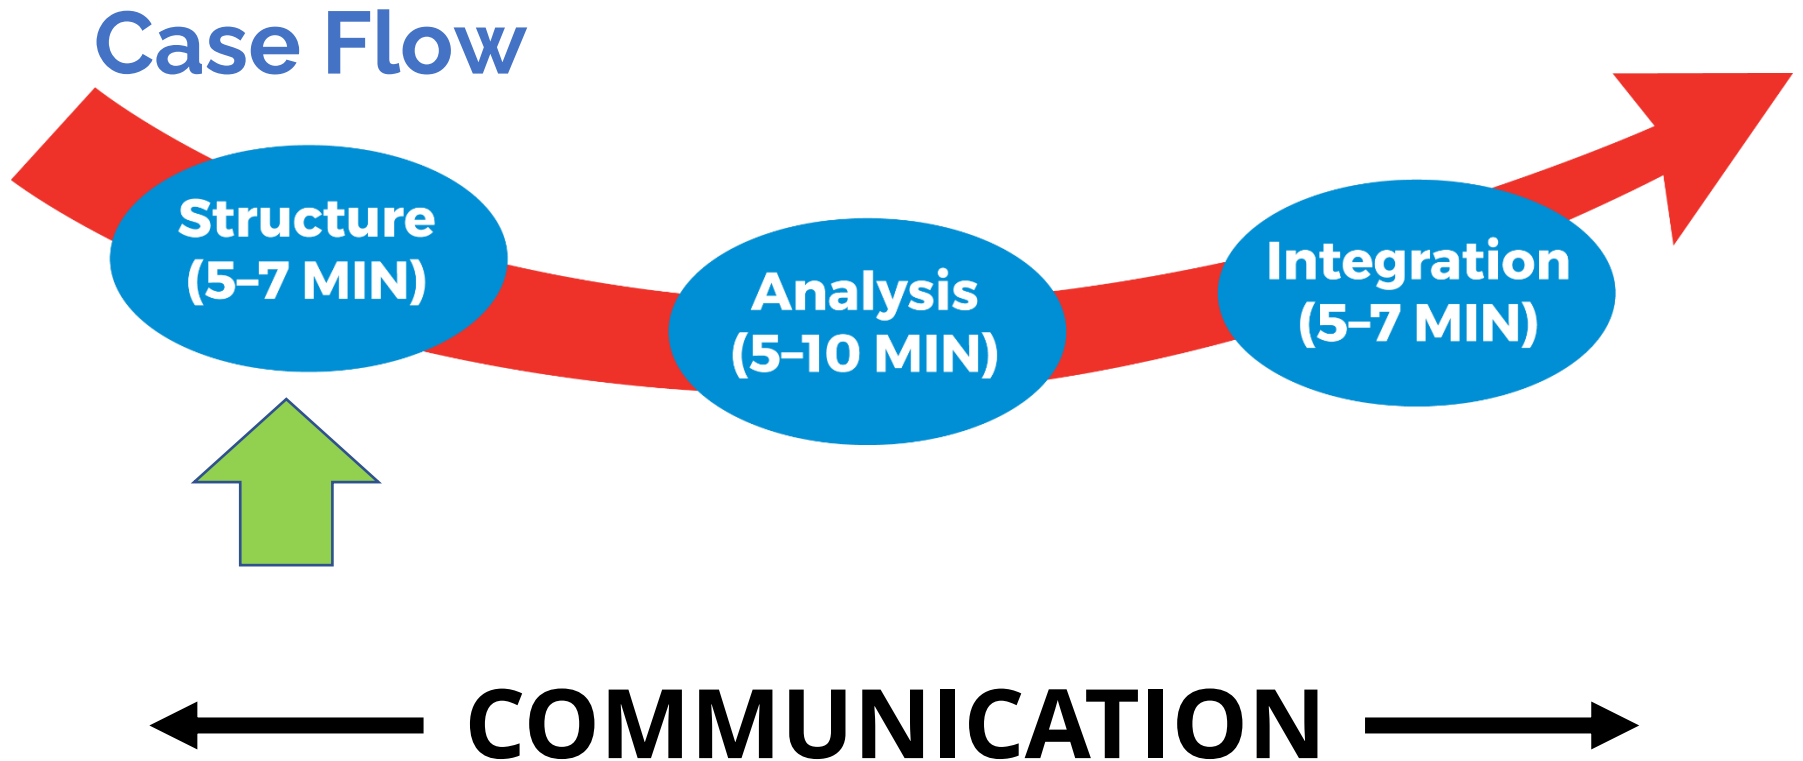 Case Flow
Structure
(5–7 MIN)
Analysis
(5–10 MIN)
Integration
(5–7 MIN)
COMMUNICATION